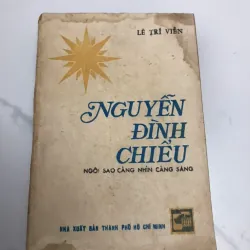 LÊ TRÍ VIỄN
NGUYỄN
ĐÌNH
CHIỂU
NGÔI SAO CÀNG NHÌN CÀNG SÁNG
NHÀ XUẤT BẢN THÀNH PHỐ HỒ CHÍ MINH